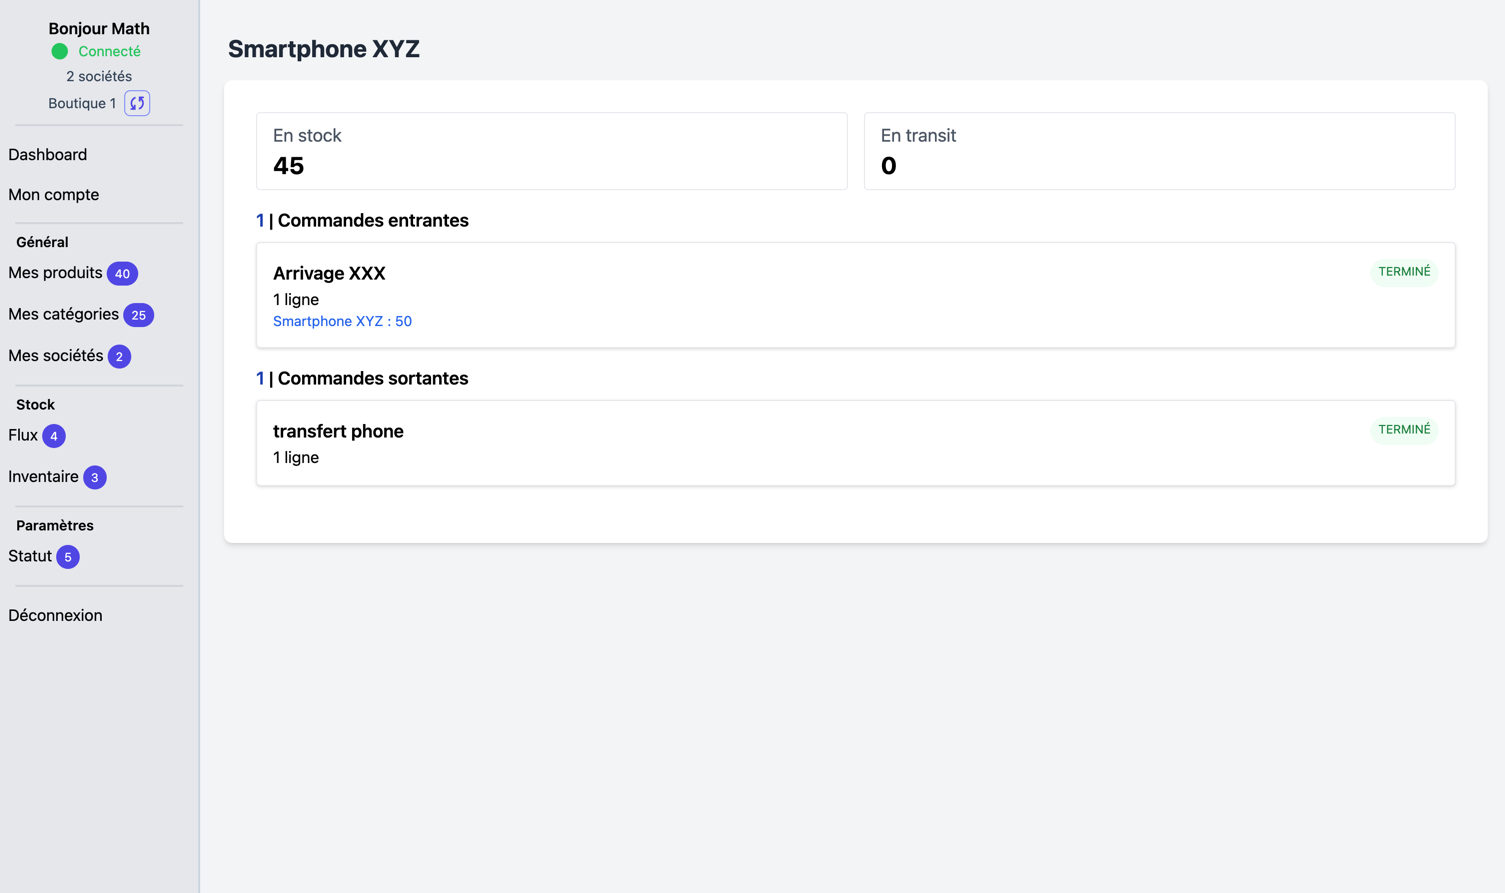 Bonjour Math
Connecté
2 sociétés
Boutique 1
Dashboard
Mon compte
Général
Mes produits 40
Mes catégories 25
Mes sociétés 2
Stock
Flux 4
Inventaire 3
Paramètres
Statut 5
Déconnexion
Smartphone XYZ
En stock
45
En transit
0
1 | Commandes entrantes
Arrivage XXX
TERMINÉ
1 ligne
Smartphone XYZ : 50
1 | Commandes sortantes
transfert phone
TERMINÉ
1 ligne